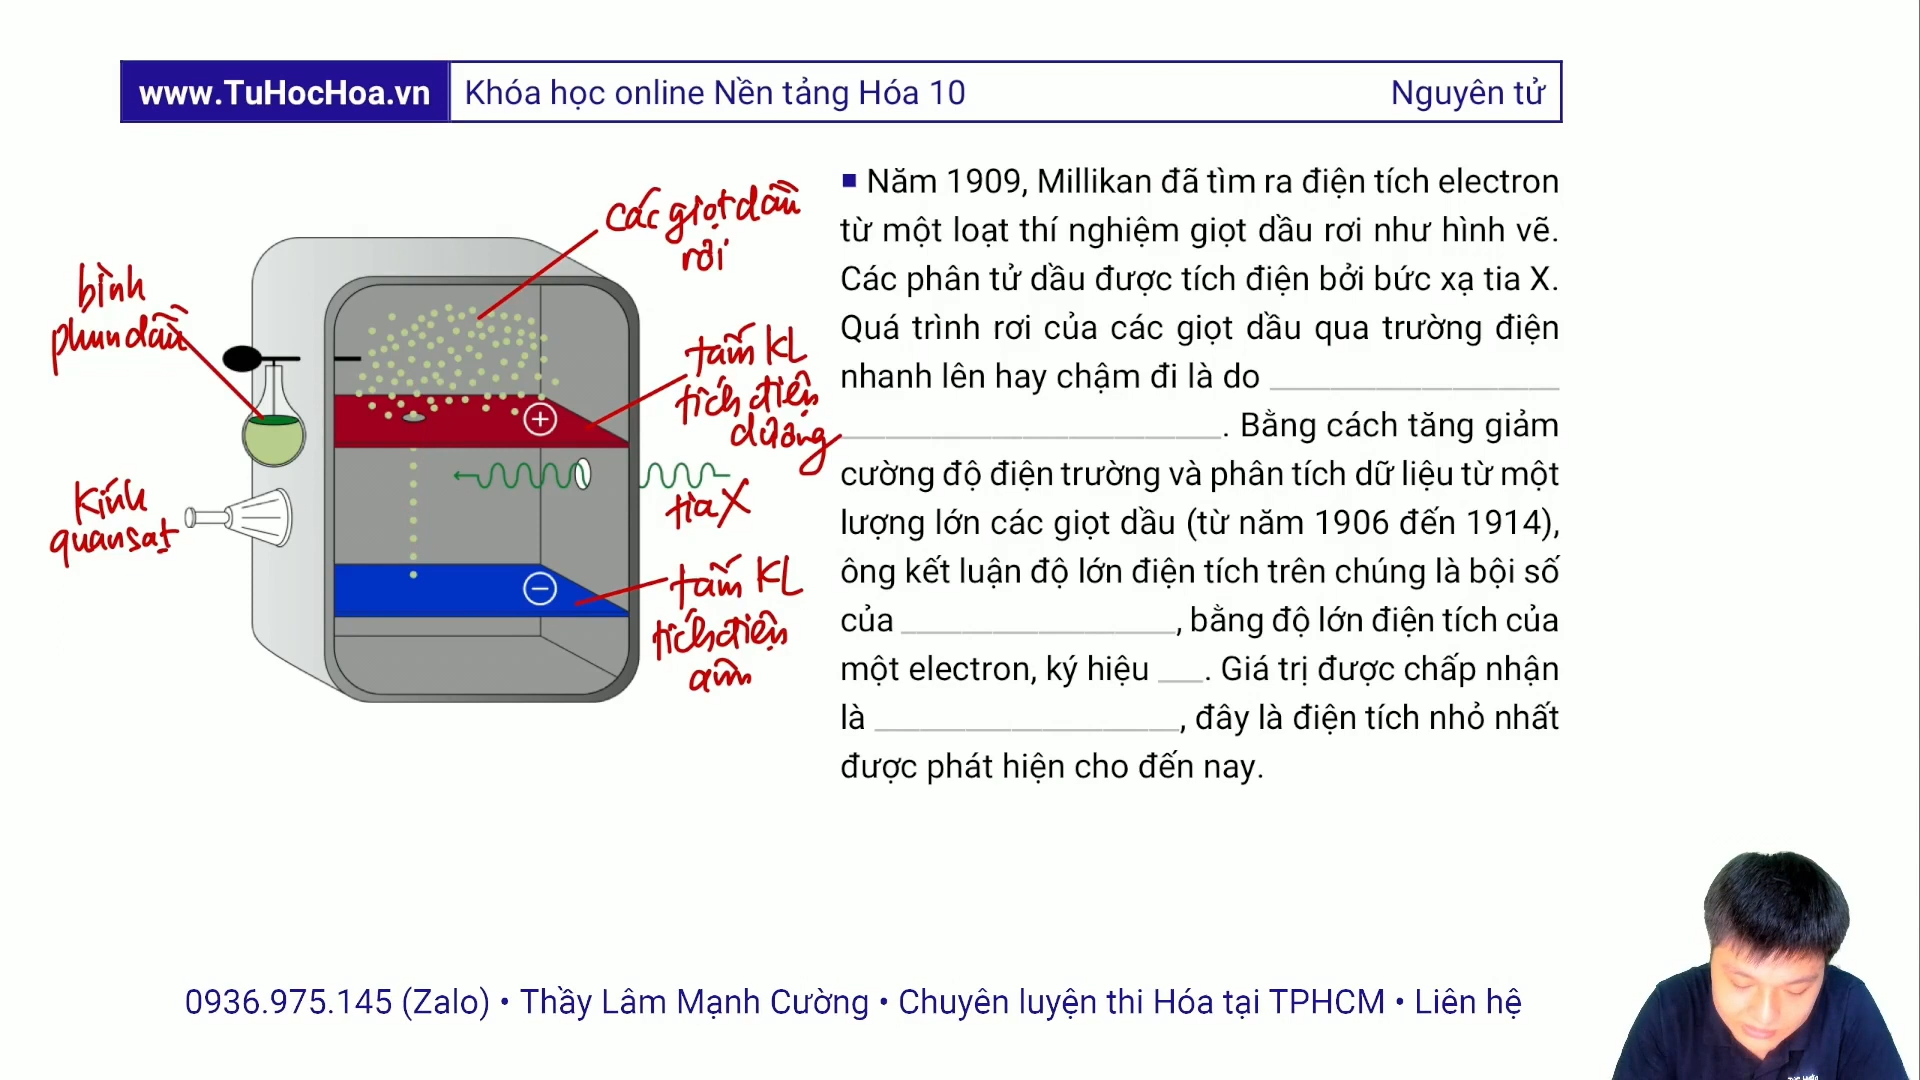 www.TuHocHoa.vn Khóa học online Nền tảng Hóa 10 Nguyên tử
các giọt dầu
rơi
bình
phun dầu
tấm KL
tích điện
dương
kính
quan sát
tia X
tấm KL
tích điện
âm
+
−
▪ Năm 1909, Millikan đã tìm ra điện tích electron
từ một loạt thí nghiệm giọt dầu rơi như hình vẽ.
Các phân tử dầu được tích điện bởi bức xạ tia X.
Quá trình rơi của các giọt dầu qua trường điện
nhanh lên hay chậm đi là do ___________________
_________________________. Bằng cách tăng giảm
cường độ điện trường và phân tích dữ liệu từ một
lượng lớn các giọt dầu (từ năm 1906 đến 1914),
ông kết luận độ lớn điện tích trên chúng là bội số
của __________________, bằng độ lớn điện tích của
một electron, ký hiệu ___. Giá trị được chấp nhận
là ____________________, đây là điện tích nhỏ nhất
được phát hiện cho đến nay.
0936.975.145 (Zalo) • Thầy Lâm Mạnh Cường • Chuyên luyện thi Hóa tại TPHCM • Liên hệ